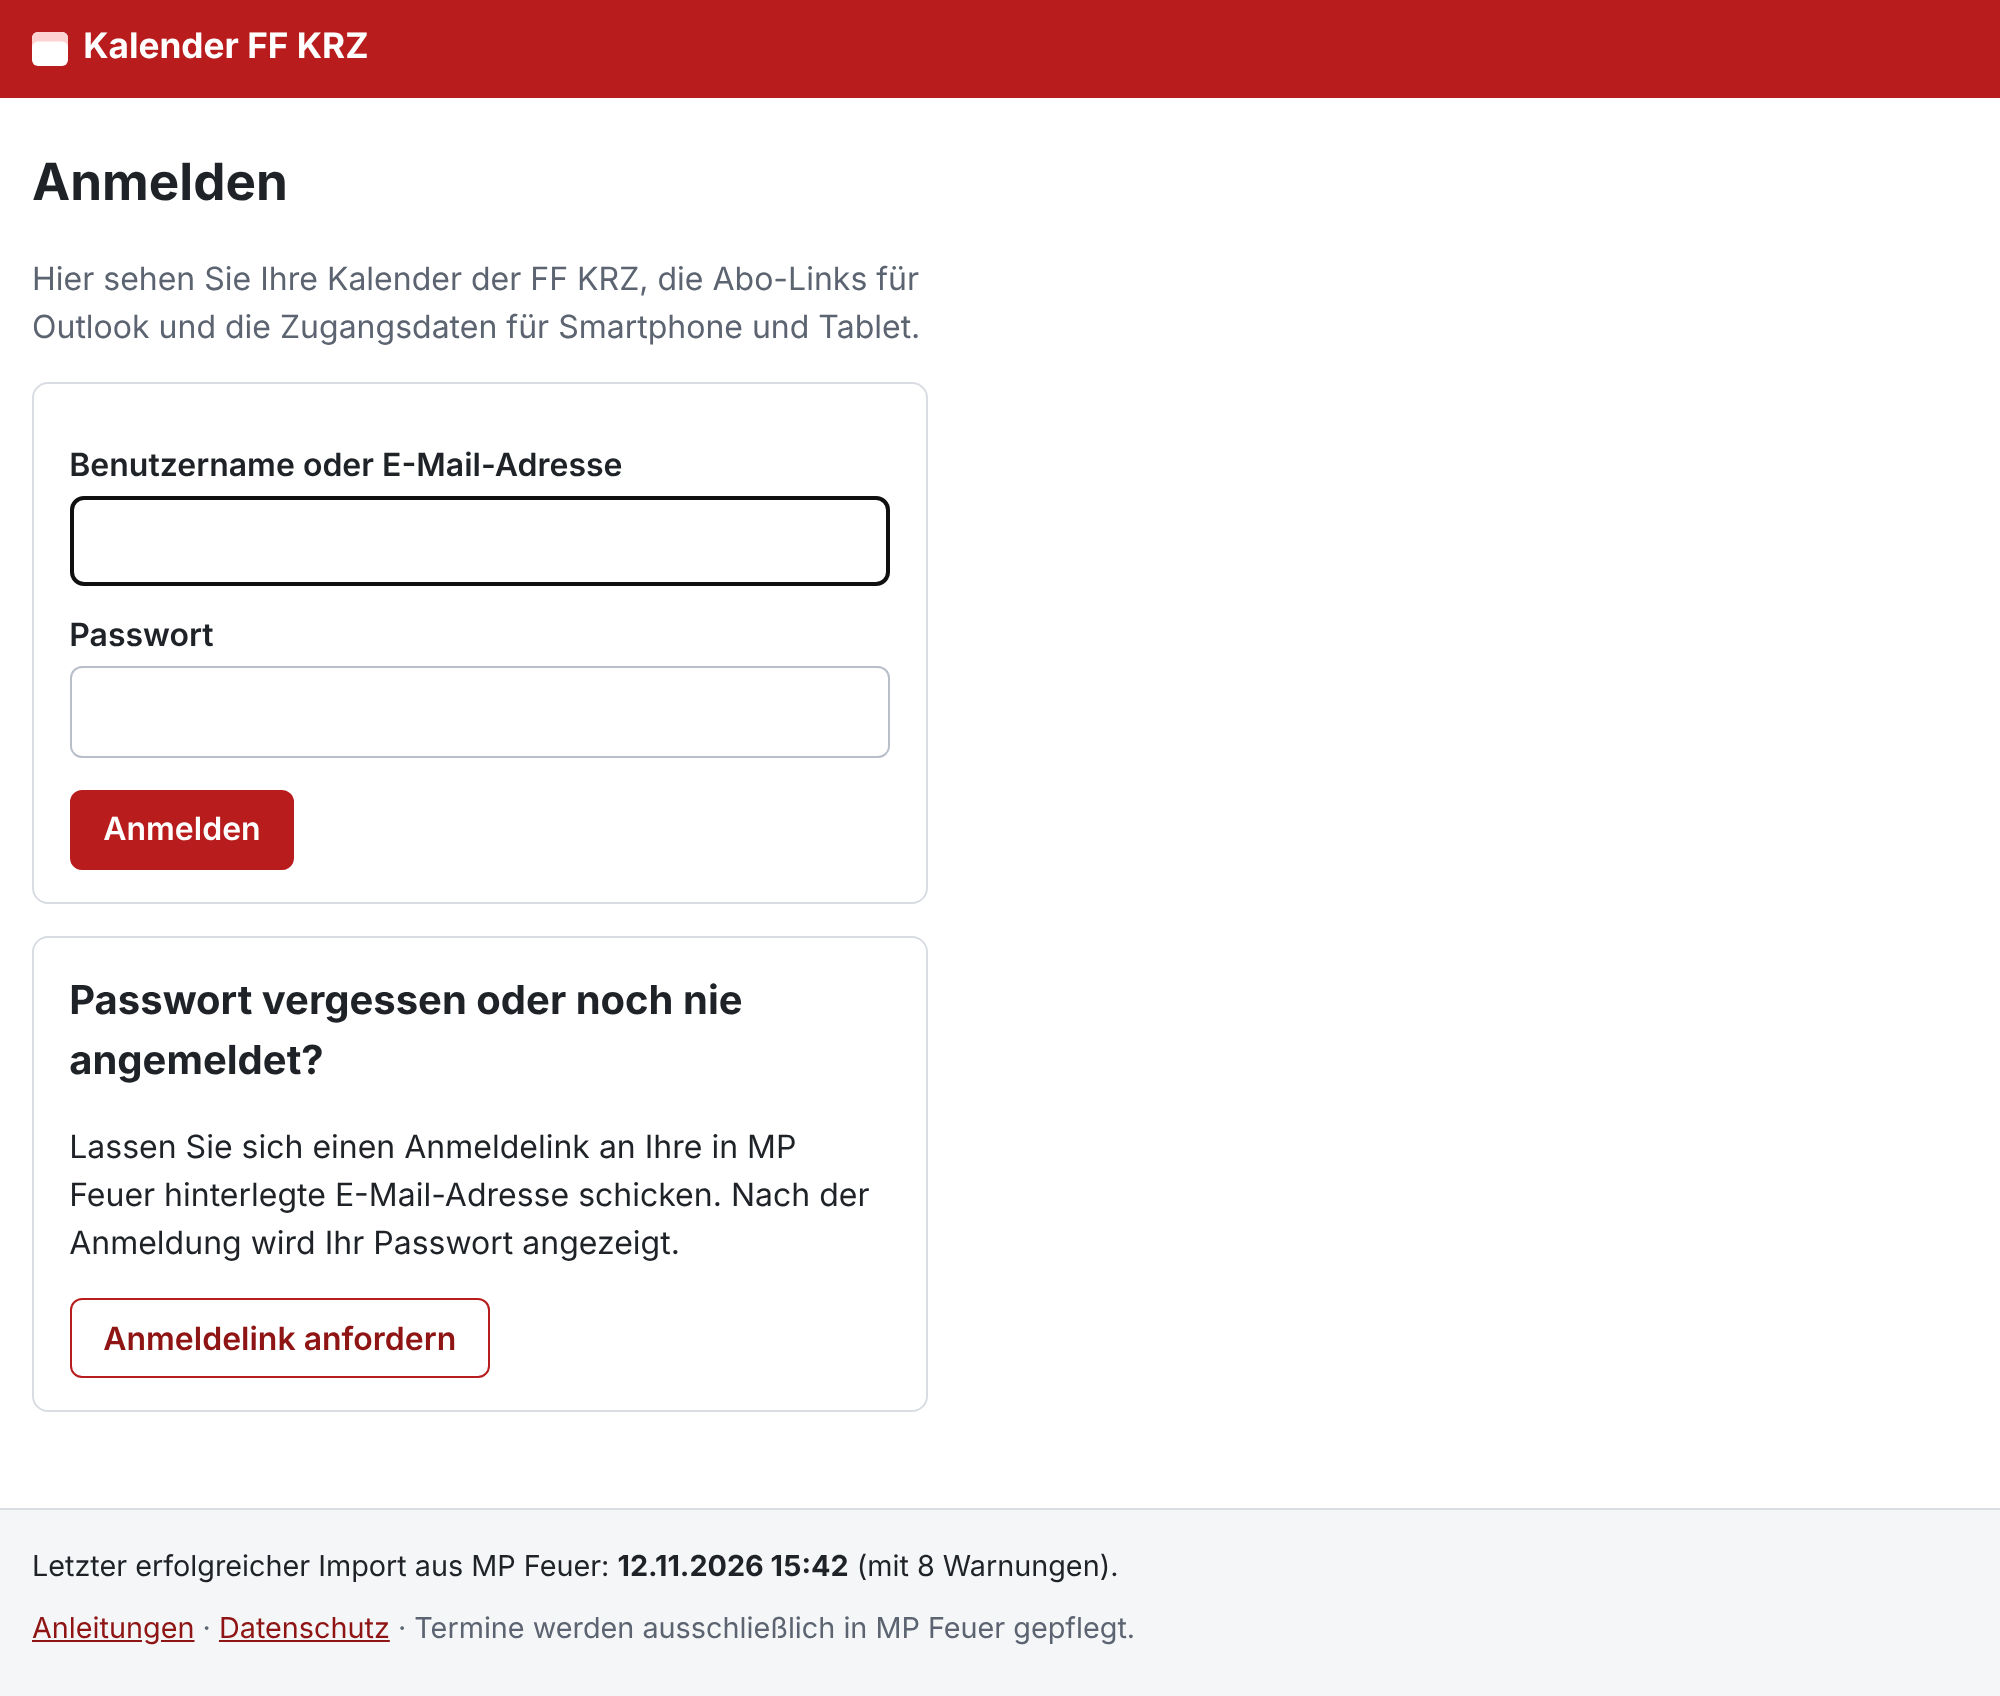 Kalender FF KRZ
Anmelden
Hier sehen Sie Ihre Kalender der FF KRZ, die Abo-Links für
Outlook und die Zugangsdaten für Smartphone und Tablet.
Benutzername oder E-Mail-Adresse
Passwort
Anmelden
Passwort vergessen oder noch nie
angemeldet?
Lassen Sie sich einen Anmeldelink an Ihre in MP
Feuer hinterlegte E-Mail-Adresse schicken. Nach der
Anmeldung wird Ihr Passwort angezeigt.
Anmeldelink anfordern
Letzter erfolgreicher Import aus MP Feuer: 12.11.2026 15:42 (mit 8 Warnungen).
Anleitungen · Datenschutz · Termine werden ausschließlich in MP Feuer gepflegt.